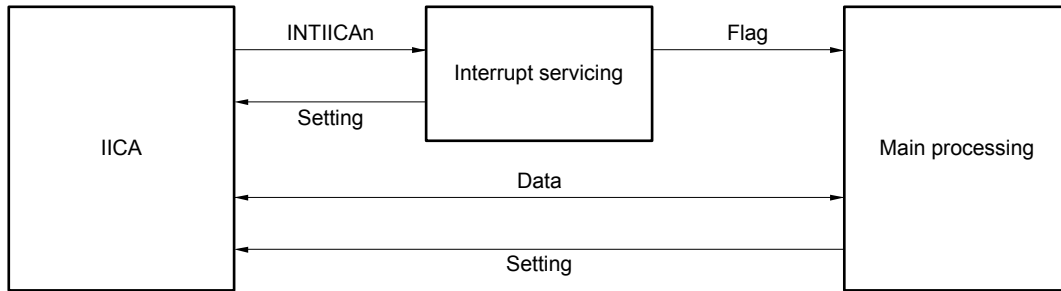 INTIICAn
Flag
Interrupt servicing
Setting
IICA
Main processing
Data
Setting